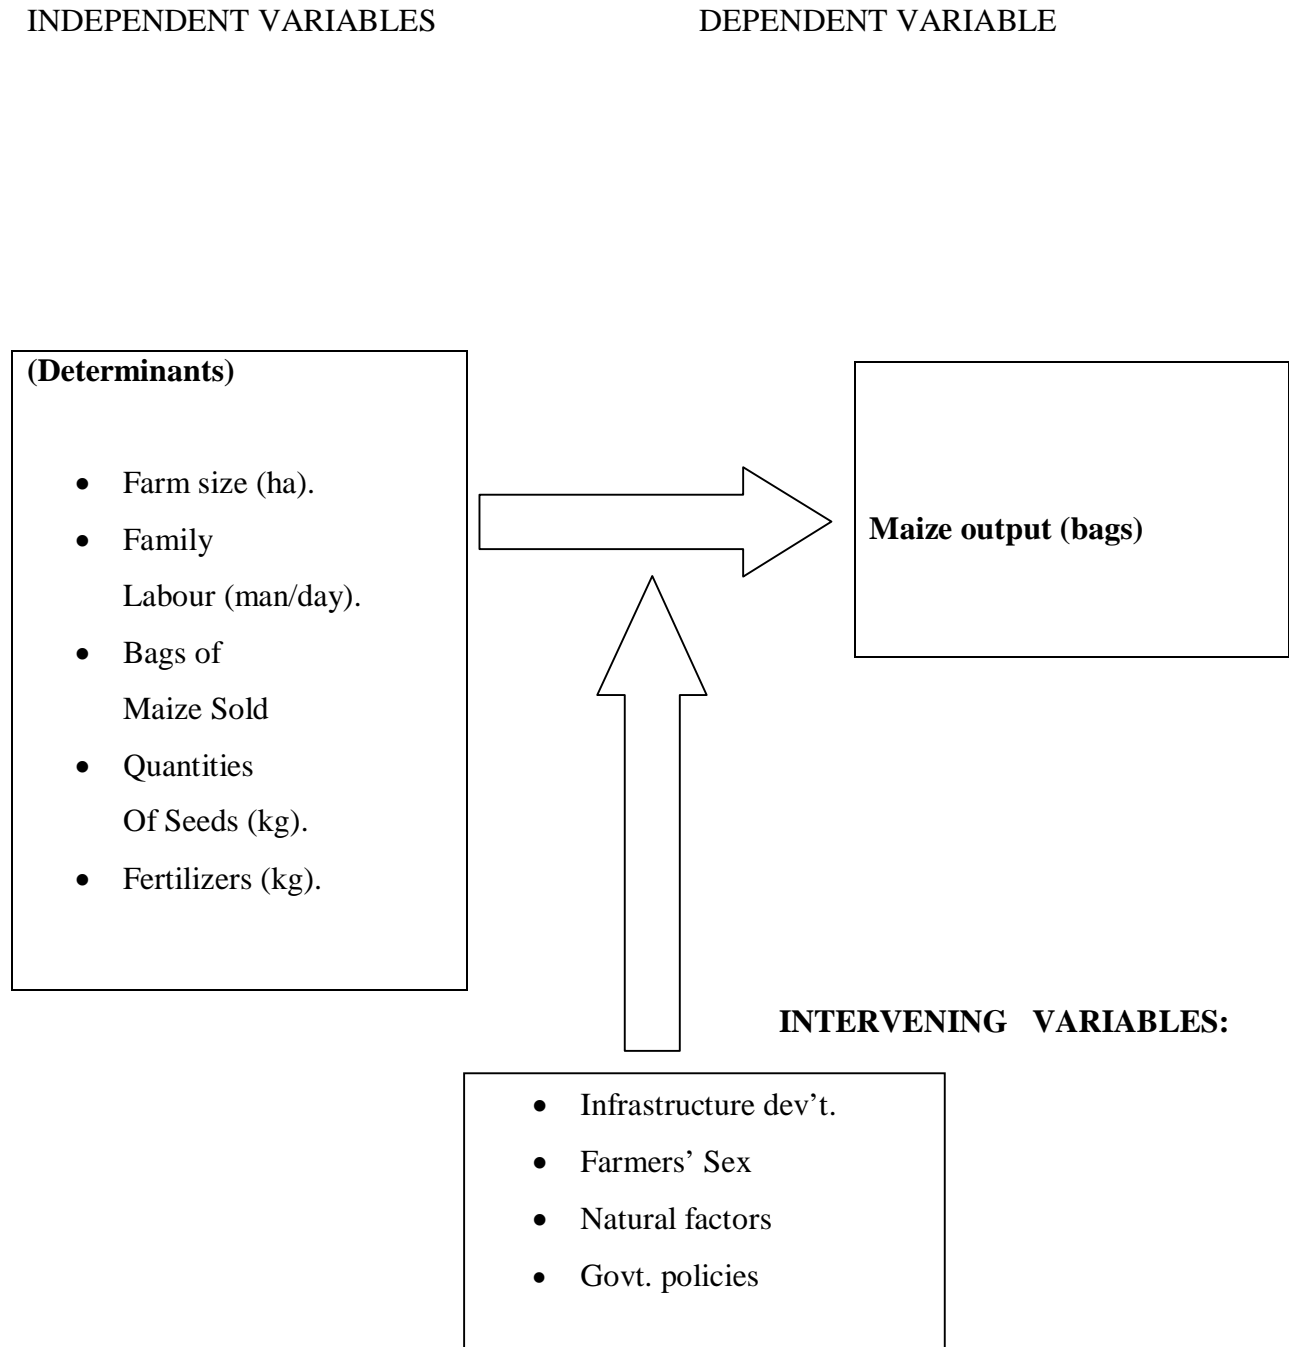 INDEPENDENT VARIABLES
DEPENDENT VARIABLE
(Determinants)
• Farm size (ha).
• Family
Labour (man/day).
• Bags of
Maize Sold
• Quantities
Of Seeds (kg).
• Fertilizers (kg).
Maize output (bags)
INTERVENING VARIABLES:
• Infrastructure dev’t.
• Farmers’ Sex
• Natural factors
• Govt. policies